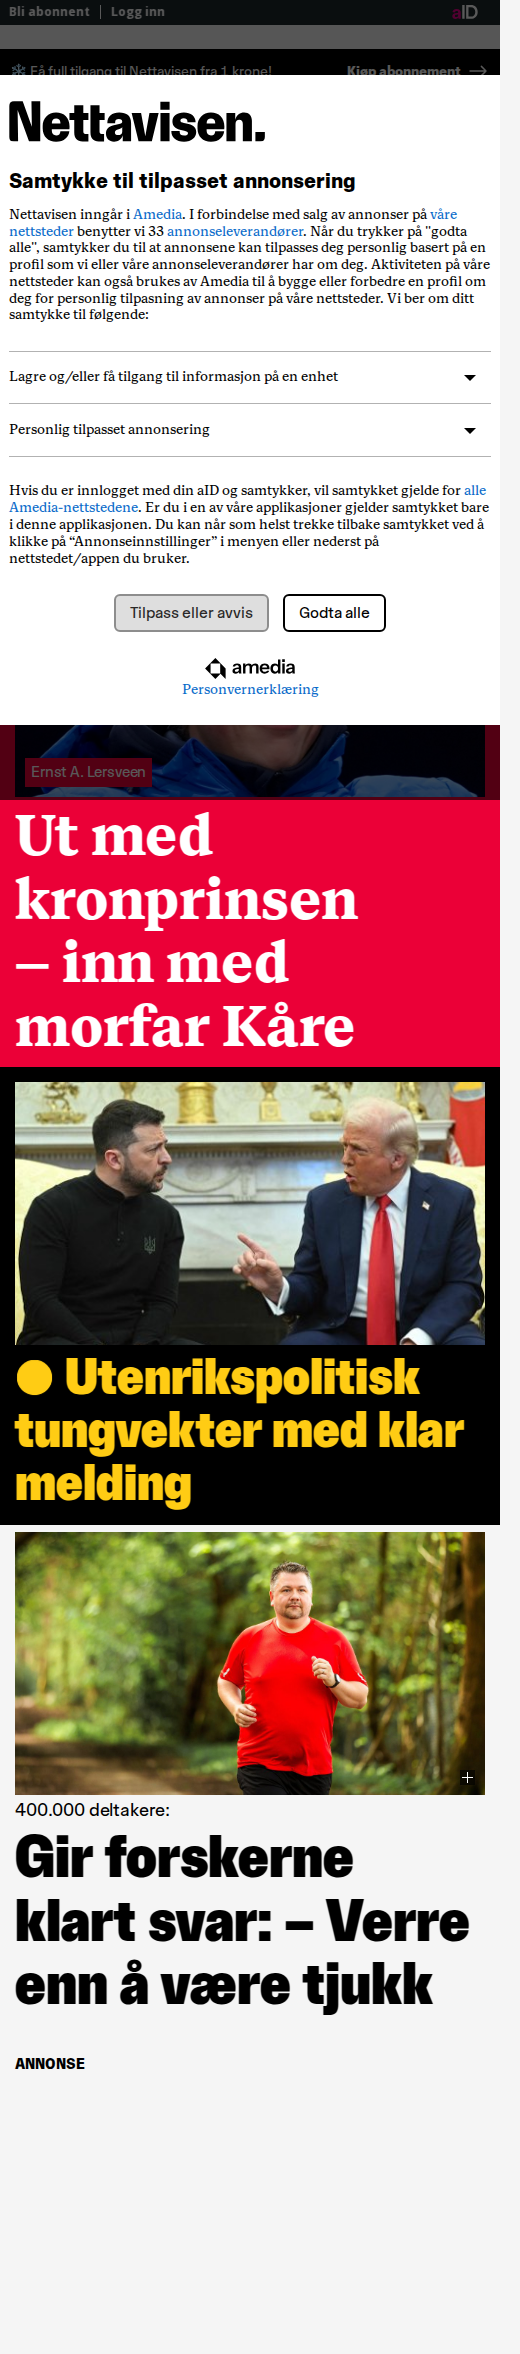 Bli abonnent | Logg inn
aID
❄ Få full tilgang til Nettavisen fra 1 krone!
Kjøp abonnement →
Nettavisen.
Samtykke til tilpasset annonsering
Nettavisen inngår i Amedia. I forbindelse med salg av annonser på våre
nettsteder benytter vi 33 annonseleverandører. Når du trykker på "godta
alle", samtykker du til at annonsene kan tilpasses deg personlig basert på en
profil som vi eller våre annonseleverandører har om deg. Aktiviteten på våre
nettsteder kan også brukes av Amedia til å bygge eller forbedre en profil om
deg for personlig tilpasning av annonser på våre nettsteder. Vi ber om ditt
samtykke til følgende:
Lagre og/eller få tilgang til informasjon på en enhet
Personlig tilpasset annonsering
Hvis du er innlogget med din aID og samtykker, vil samtykket gjelde for alle
Amedia-nettstedene. Er du i en av våre applikasjoner gjelder samtykket bare
i denne applikasjonen. Du kan når som helst trekke tilbake samtykket ved å
klikke på “Annonseinnstillinger” i menyen eller nederst på
nettstedet/appen du bruker.
Tilpass eller avvis
Godta alle
amedia
Personvernerklæring
Ernst A. Lersveen
Ut med
kronprinsen
– inn med
morfar Kåre
● Utenrikspolitisk
tungvekter med klar
melding
400.000 deltakere:
Gir forskerne
klart svar: – Verre
enn å være tjukk
ANNONSE